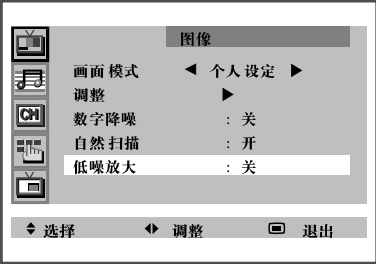 图像
画面模式 ◀ 个人设定 ▶
调整 ▶
CH
数字降噪 : 关
自然扫描 : 开
低噪放大 : 关
选择 调整 退出